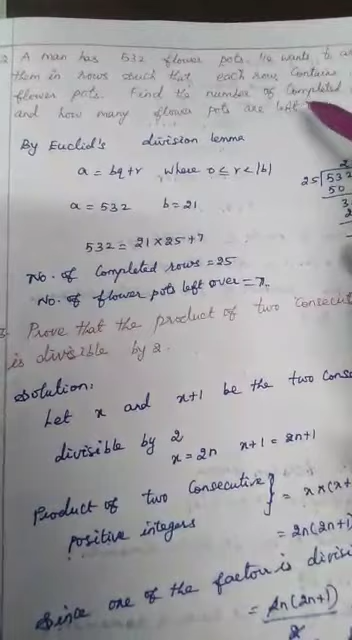 2 A man has 532 flower pots. He wants to
them in rows such that each row contains
flower pots. Find the number of completed
and how many flower pots are left
By Euclid's division lemma
a = bq+r where 0 ≤ r < |b|
a = 532 b = 21
25 532
50
3
2
532 = 21×25+7
No. of completed rows = 25
No. of flower pots left over = 7.
Prove that the product of two
is divisible by 2.
Solution:
Let x and x+1 be the two
divisible by 2
x = 2n x+1 = 2n+1
Product of two consecutive } = x×(x+
positive integers = 2n(2n+1)
Since one of the factor is
= 2n(2n+1)
2